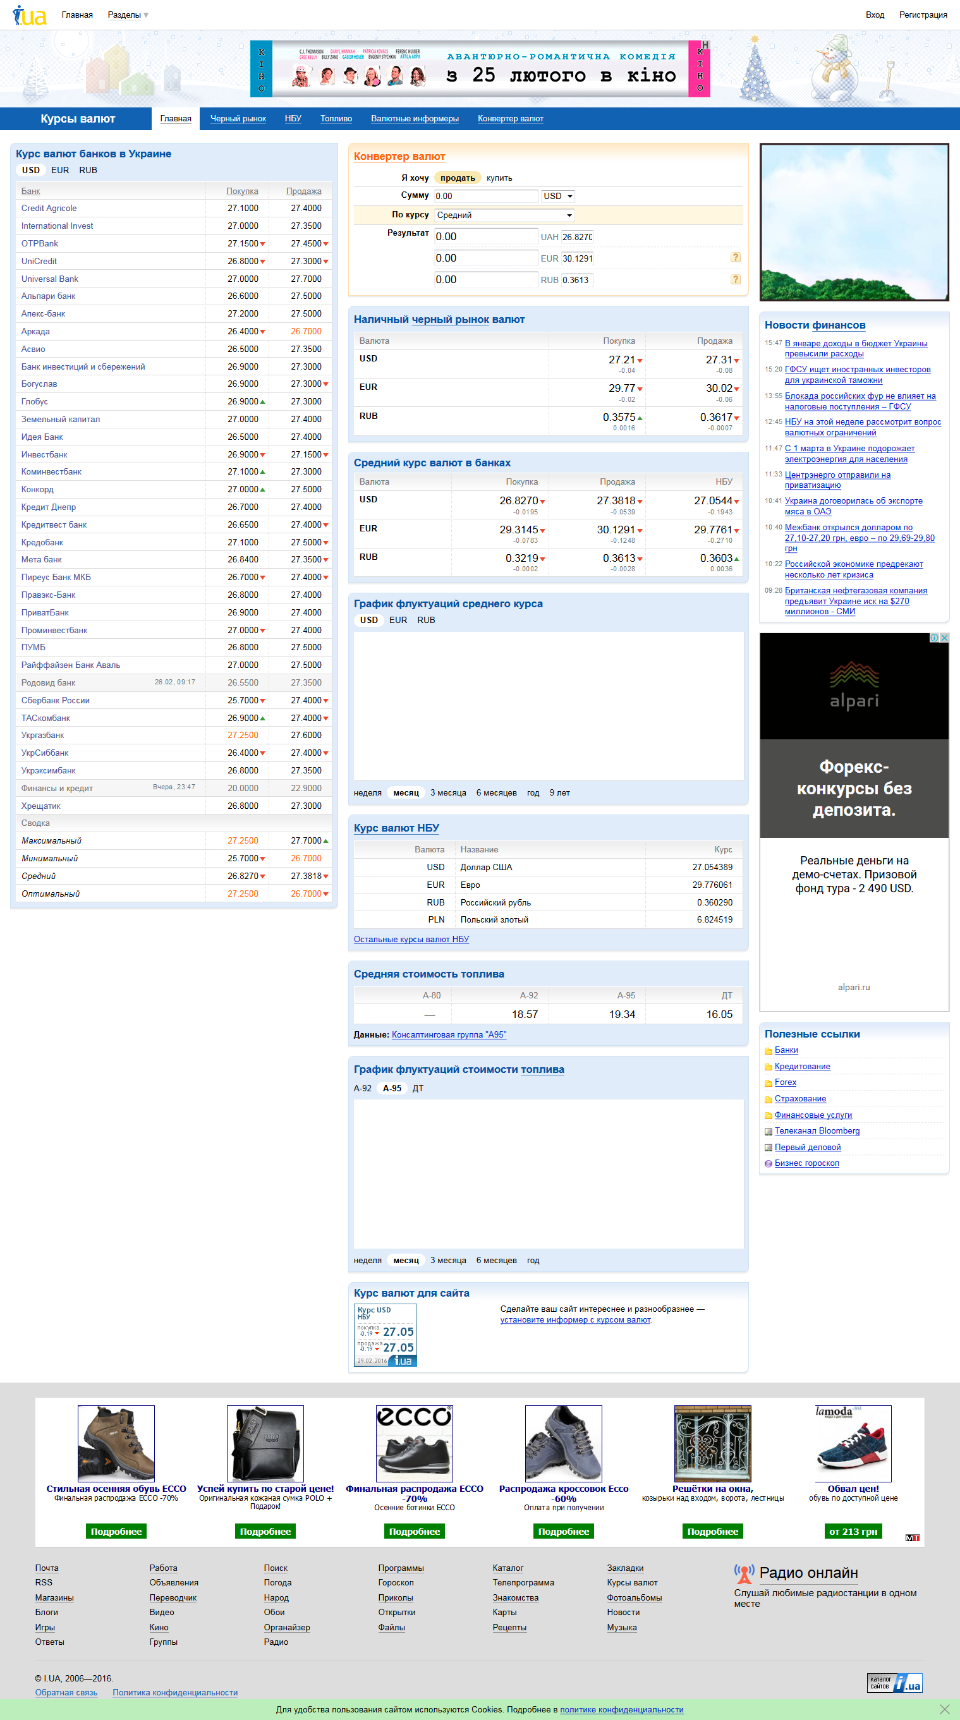 i.ua Главная Разделы Вход Регистрация
КІНО
C.J. THOMASON DARYL HANNAH PATRICIA KOVACS FERENC HUJBER
BILLY ZANE EVGENIY STYCHKIN
АВАНТЮРНО-РОМАНТИЧНА КОМЕДІЯ
з 25 лютого в кіно
КІНО
Курсы валют Главная Черный рынок НБУ Топливо Валютные информеры Конвертер валют
Курс валют банков в Украине
USD EUR RUB
Банк Покупка Продажа
Credit Agricole 27.1000 27.4000
International Invest 27.0000 27.3500
OTPBank 27.1500 27.4500
UniCredit 26.8000 27.3000
Universal Bank 27.0000 27.7000
Альпари банк 26.6000 27.5000
Апекс-банк 27.2000 27.5000
Аркада 26.4000 26.7000
Асвио 26.5000 27.3500
Банк инвестиций и сбережений 26.9000 27.3000
Богуслав 26.9000 27.3000
Глобус 26.9000 27.3000
Земельный капитал 27.0000 27.4000
Идея Банк 26.5000 27.4000
Инвестбанк 26.9000 27.1500
Коминвестбанк 27.1000 27.3000
Конкорд 27.0000 27.5000
Кредит Днепр 26.7000 27.4000
Кредитвест банк 26.6500 27.4000
Кредобанк 27.1000 27.5000
Мета банк 26.8400 27.3500
Пиреус Банк МКБ 26.7000 27.4000
Правэкс-Банк 26.8000 27.4000
ПриватБанк 26.9000 27.4000
Проминвестбанк 27.0000 27.4000
ПУМБ 26.8000 27.5000
Райффайзен Банк Аваль 27.0000 27.5000
Родовид банк 26.02, 09:17 26.5500 27.3500
Сбербанк России 25.7000 27.4000
ТАСкомбанк 26.9000 27.4000
Укргазбанк 27.2500 27.6000
УкрСиббанк 26.4000 27.4000
Укрэксимбанк 26.8000 27.3500
Финансы и кредит Вчера, 23:47 20.0000 22.9000
Хрещатик 26.8000 27.3000
Сводка
Максимальный 27.2500 27.7000
Минимальный 25.7000 26.7000
Средний 26.8270 27.3818
Оптимальный 27.2500 26.7000
Конвертер валют
Я хочу продать купить
Сумму 0.00 USD
По курсу Средний
Результат 0.00 UAH 26.8270
0.00 EUR 30.1291 ?
0.00 RUB 0.3613 ?
Наличный черный рынок валют
Валюта Покупка Продажа
USD 27.21 27.31
-0.04 -0.08
EUR 29.77 30.02
-0.02 -0.06
RUB 0.3575 0.3617
0.0016 -0.0007
Средний курс валют в банках
Валюта Покупка Продажа НБУ
USD 26.8270 27.3818 27.0544
-0.0195 -0.0539 -0.1943
EUR 29.3145 30.1291 29.7761
-0.0783 -0.1248 -0.2710
RUB 0.3219 0.3613 0.3603
-0.0002 -0.0028 0.0036
График флуктуаций среднего курса
USD EUR RUB
неделя месяц 3 месяца 6 месяцев год 9 лет
Курс валют НБУ
Валюта Название Курс
USD Доллар США 27.054389
EUR Евро 29.776061
RUB Российский рубль 0.360290
PLN Польский злотый 6.824519
Остальные курсы валют НБУ
Средняя стоимость топлива
А-80 А-92 А-95 ДТ
— 18.57 19.34 16.05
Данные: Консалтинговая группа "А95"
График флуктуаций стоимости топлива
А-92 А-95 ДТ
неделя месяц 3 месяца 6 месяцев год
Курс валют для сайта
Курс USD
НБУ
покупка
-0.19 27.05
продажа
-0.19 27.05
29.02.2016 i.ua
Сделайте ваш сайт интереснее и разнообразнее —
установите информер с курсом валют.
Новости финансов
15:47 В январе доходы в бюджет Украины
превысили расходы
15:20 ГФСУ ищет иностранных инвесторов
для украинской таможни
13:55 Блокада российских фур не влияет на
налоговые поступления – ГФСУ
12:45 НБУ на этой неделе рассмотрит вопрос
валютных ограничений
11:47 С 1 марта в Украине подорожает
электроэнергия для населения
11:33 Центрэнерго отправили на
приватизацию
10:41 Украина договорилась об экспорте
мяса в ОАЭ
10:40 Межбанк открылся долларом по
27,10-27,20 грн, евро – по 29,69-29,80
грн
10:22 Российской экономике предрекают
несколько лет кризиса
09:26 Британская нефтегазовая компания
предъявит Украине иск на $270
миллионов - СМИ
alpari
Форекс-
конкурсы без
депозита.
Реальные деньги на
демо-счетах. Призовой
фонд тура - 2 490 USD.
alpari.ru
Полезные ссылки
Банки
Кредитование
Forex
Страхование
Финансовые услуги
Телеканал Bloomberg
Первый деловой
Бизнес гороскоп
ecco
lamoda
Стильная осенняя обувь ECCO
Финальная распродажа ECCO -70%
Подробнее
Успей купить по старой цене!
Оригинальная кожаная сумка POLO +
Подарок!
Подробнее
Финальная распродажа ECCO
-70%
Осенние ботинки ECCO
Подробнее
Распродажа кроссовок Ecco
-60%
Оплата при получении
Подробнее
Решётки на окна,
козырьки над входом, ворота, лестницы
Подробнее
Обвал цен!
обувь по доступной цене
от 213 грн
МТ
Почта Работа Поиск Программы Каталог Закладки
RSS Объявления Погода Гороскоп Телепрограмма Курсы валют
Магазины Переводчик Народ Приколы Знакомства Фотоальбомы
Блоги Видео Обои Открытки Карты Новости
Игры Кино Органайзер Файлы Рецепты Музыка
Ответы Группы Радио
Радио онлайн
Слушай любимые радиостанции в одном
месте
© I.UA, 2006—2016.
Обратная связь Политика конфиденциальности
каталог
сайтов i.ua
Для удобства пользования сайтом используются Cookies. Подробнее в политике конфиденциальности